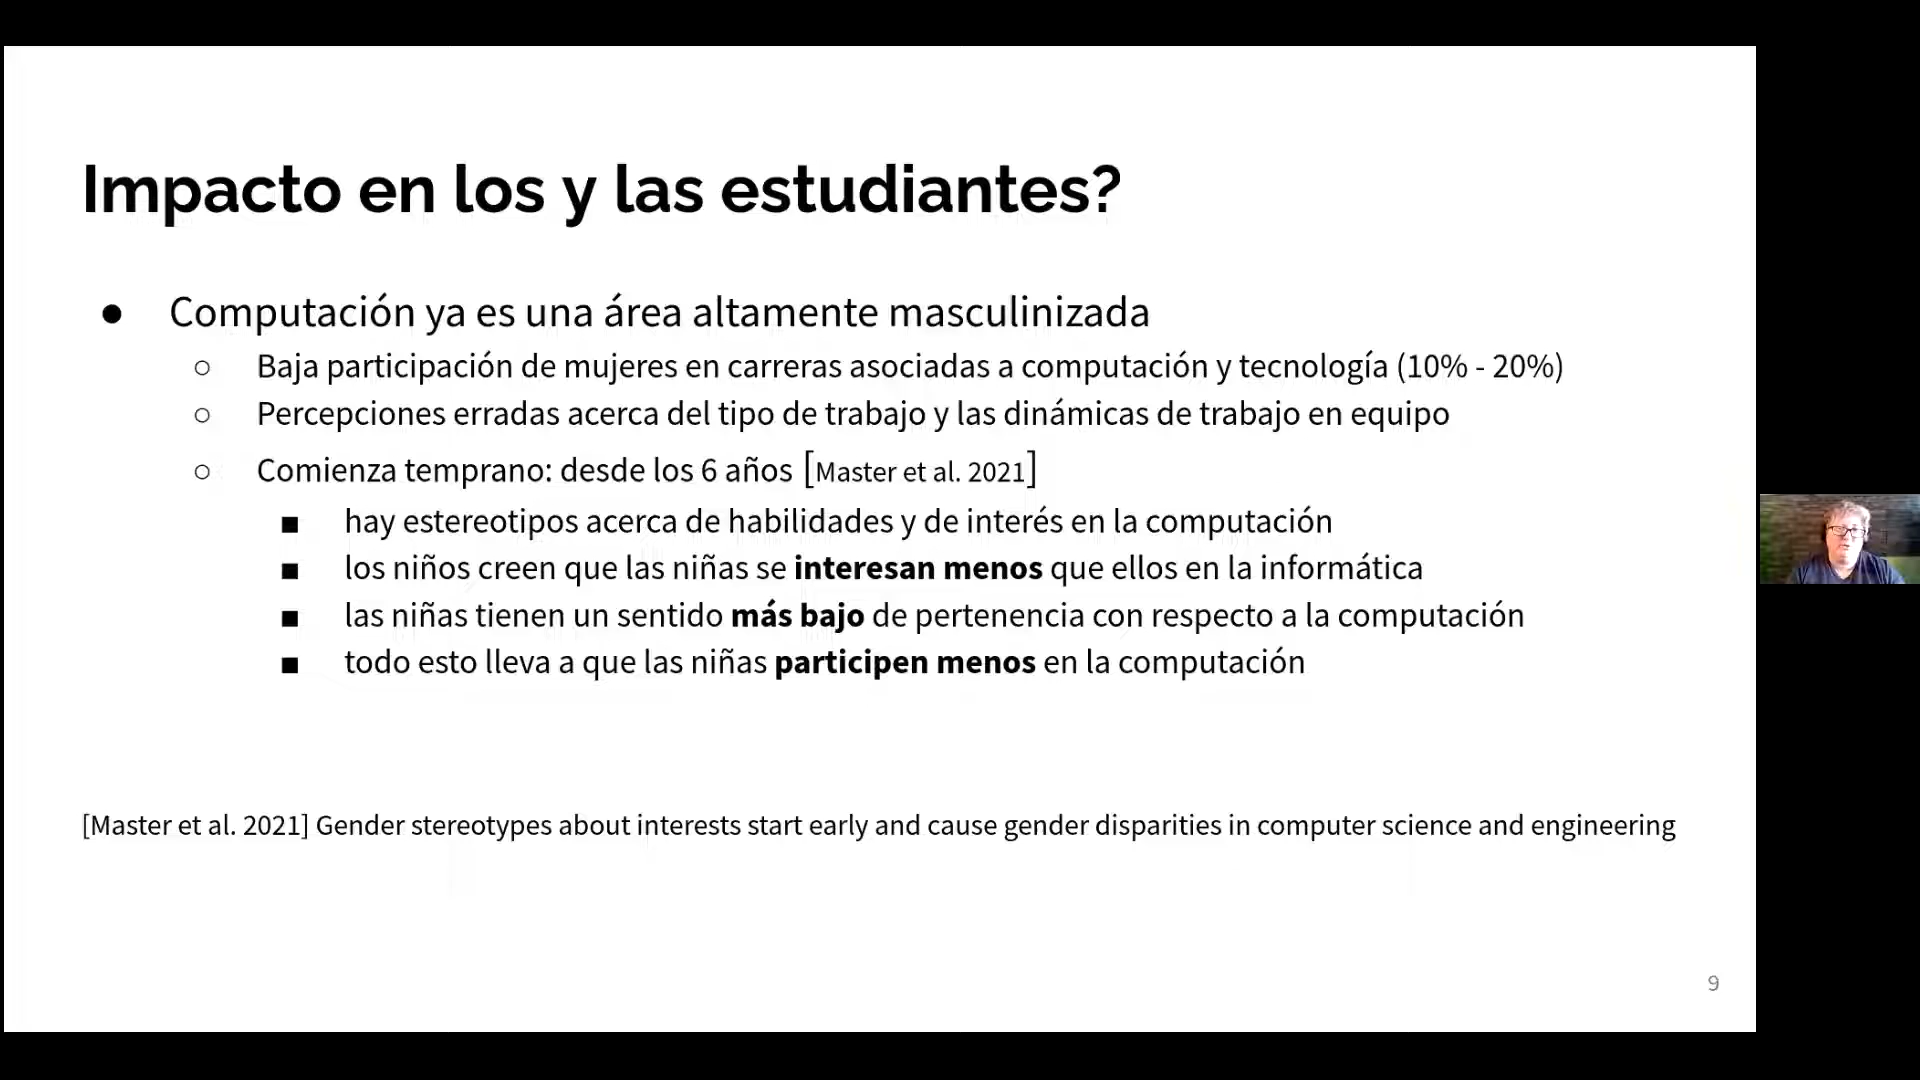 Impacto en los y las estudiantes?
● Computación ya es una área altamente masculinizada
○ Baja participación de mujeres en carreras asociadas a computación y tecnología (10% - 20%)
○ Percepciones erradas acerca del tipo de trabajo y las dinámicas de trabajo en equipo
○ Comienza temprano: desde los 6 años [Master et al. 2021]
■ hay estereotipos acerca de habilidades y de interés en la computación
■ los niños creen que las niñas se interesan menos que ellos en la informática
■ las niñas tienen un sentido más bajo de pertenencia con respecto a la computación
■ todo esto lleva a que las niñas participen menos en la computación
[Master et al. 2021] Gender stereotypes about interests start early and cause gender disparities in computer science and engineering
9